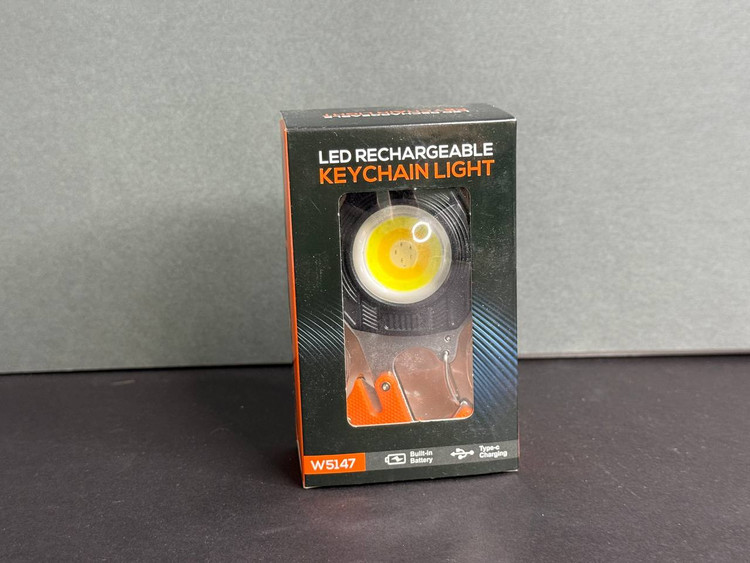 LED RECHARGEABLE
KEYCHAIN LIGHT
W5147
Built-in
Battery
Type-c
Charging